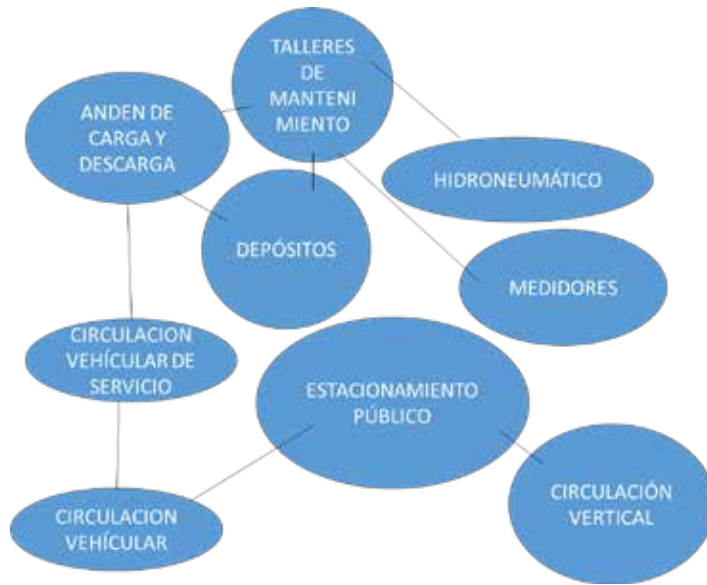 TALLERES
DE
MANTENI
MIENTO
ANDEN DE
CARGA Y
DESCARGA
HIDRONEUMÁTICO
DEPÓSITOS
MEDIDORES
CIRCULACION
VEHÍCULAR DE
SERVICIO
ESTACIONAMIENTO
PÚBLICO
CIRCULACIÓN
VERTICAL
CIRCULACION
VEHÍCULAR